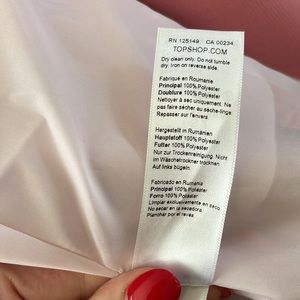 RN 125149 CA 00234
TOPSHOP.COM
Dry clean only. Do not tumble
dry. Iron on reverse side.
Fabriqué en Roumanie
Principal 100% Polyester
Doublure 100% Polyester
Nettoyer à sec uniquement. Ne
pas faire sécher au sèche-linge.
Repasser sur l'envers
Hergestellt in Rumänien
Hauptstoff 100% Polyester
Futter 100% Polyester
Nur zur Trockenreinigung. Nicht
im Wäschetrockner trocknen.
Auf links bügeln.
Fabricado en Rumania
Principal 100% Poliéster
Forro 100% Poliéster
Limpiar exclusivamente en seco
No secar en la secadora.
Planchar por el revés